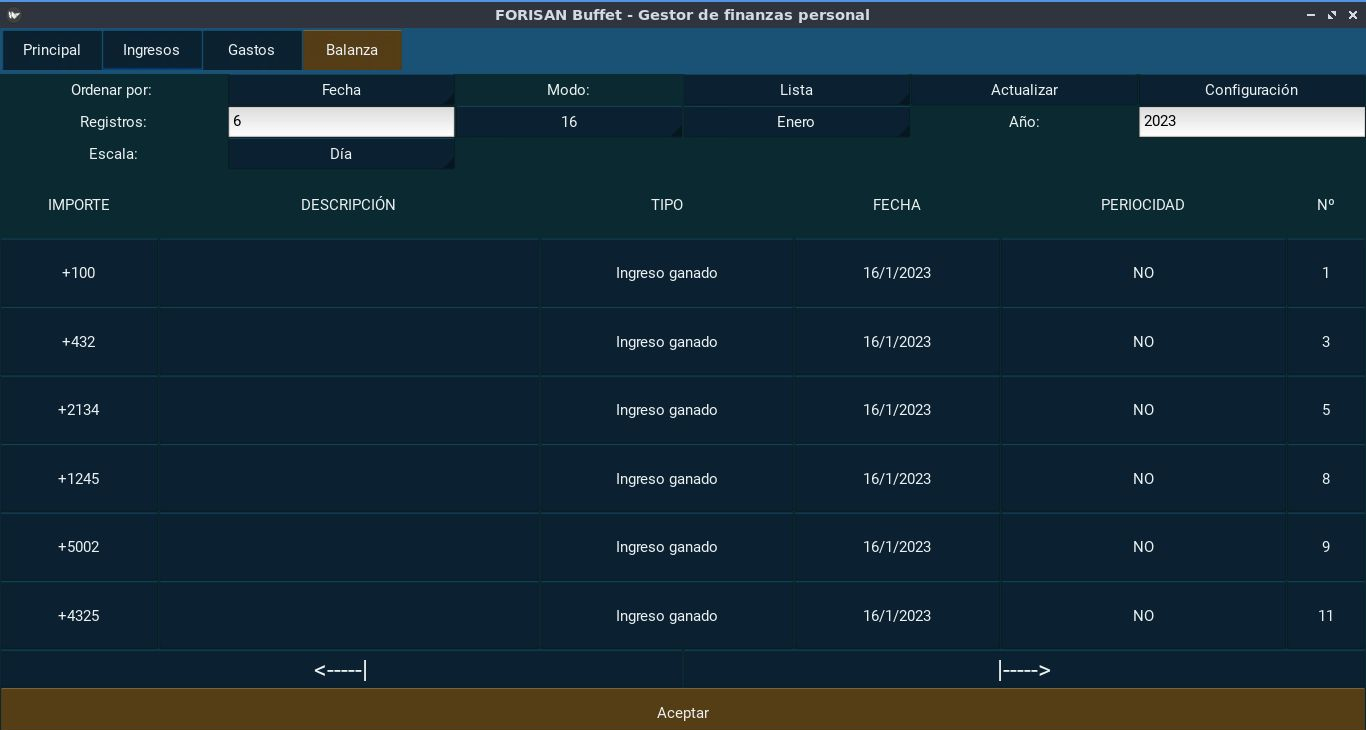 FORISAN Buffet - Gestor de finanzas personal
Principal Ingresos Gastos Balanza
Ordenar por: Fecha Modo: Lista Actualizar Configuración
Registros: 6 16 Enero Año: 2023
Escala: Día
IMPORTE DESCRIPCIÓN TIPO FECHA PERIOCIDAD Nº
+100 Ingreso ganado 16/1/2023 NO 1
+432 Ingreso ganado 16/1/2023 NO 3
+2134 Ingreso ganado 16/1/2023 NO 5
+1245 Ingreso ganado 16/1/2023 NO 8
+5002 Ingreso ganado 16/1/2023 NO 9
+4325 Ingreso ganado 16/1/2023 NO 11
<-----| |----->
Aceptar